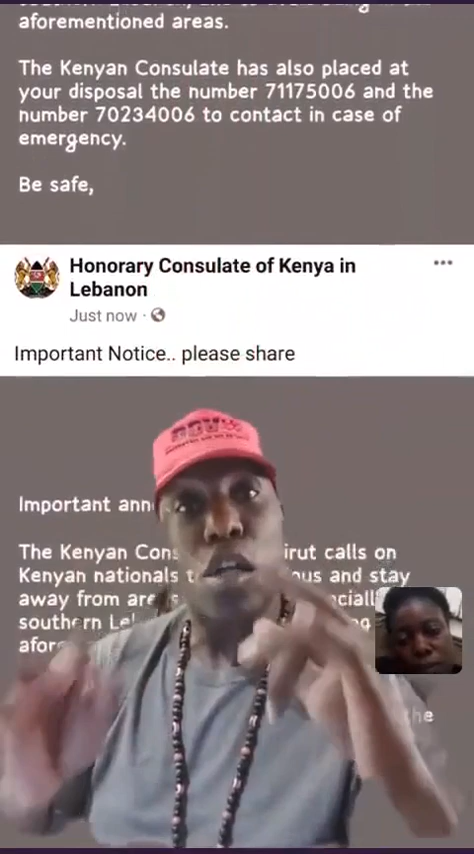 aforementioned areas.
The Kenyan Consulate has also placed at
your disposal the number 71175006 and the
number 70234006 to contact in case of
emergency.
Be safe,
Honorary Consulate of Kenya in
Lebanon
Just now ·
Important Notice.. please share
Important ann
The Kenyan Cons irut calls on
Kenyan nationals t ous and stay
away from are s ciall
southern Le
afor
he